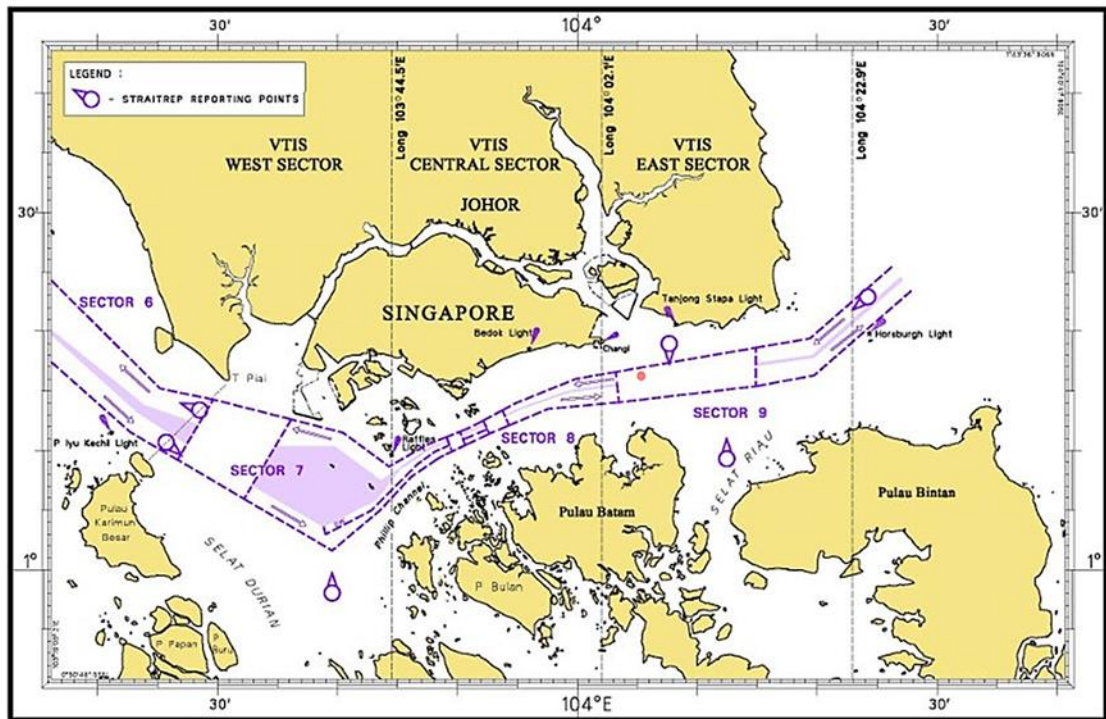 30'
104°
30'
LEGEND :
- STRAITREP REPORTING POINTS
Long 103°44.5'E
Long 104°02.1'E
Long 104°22.9'E
VTIS
WEST SECTOR
VTIS
CENTRAL SECTOR
VTIS
EAST SECTOR
JOHOR
30'
30'
SECTOR 6
SINGAPORE
Tanjong Stapa Light
Bedok Light
Changi
Horsburgh Light
T Piai
SECTOR 9
P Iyu Kechil Light
Raffles
Light
SECTOR 8
SECTOR 7
SELAT RIAU
Pulau Bintan
Phillip Channel
Pulau Batam
Pulau
Karimun
Besar
SELAT DURIAN
1°
1°
P Bulan
P Papan
P
Buru
30'
104°E
30'